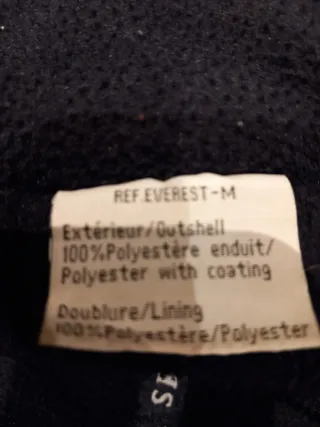 REF.EVEREST-M
Extérieur/Outshell
100%Polyestère enduit/
Polyester with coating
Doublure/Lining
100%Polyestère/Polyester